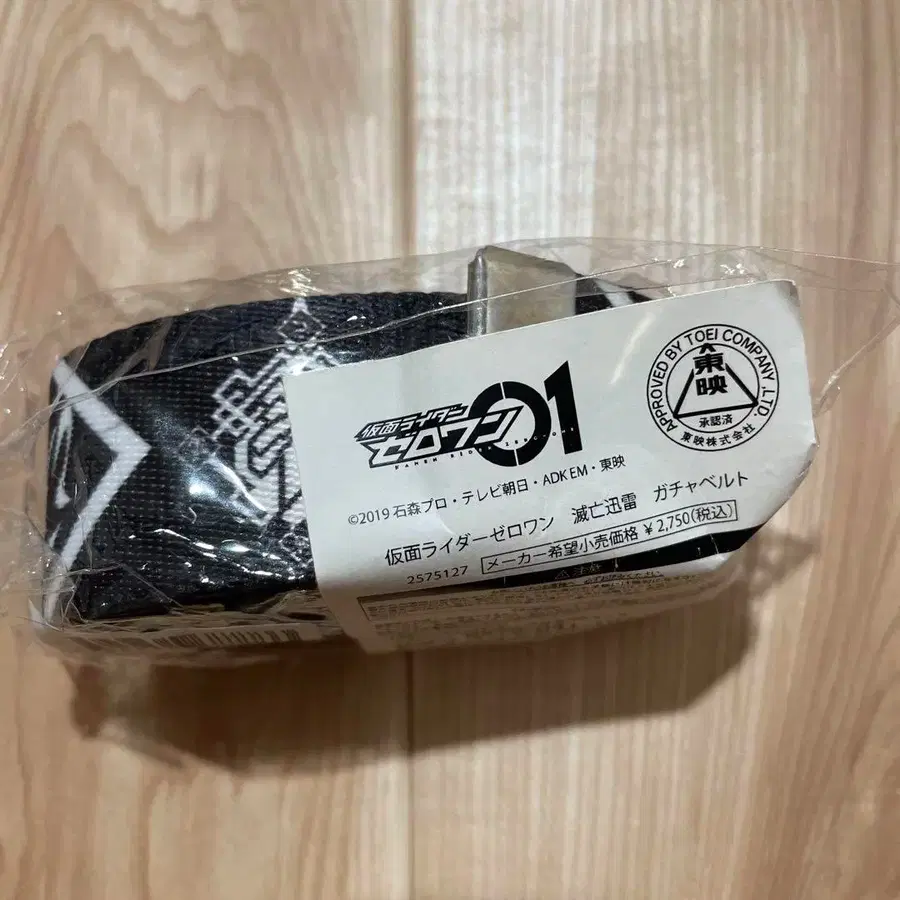 仮面ライダー
ゼロワン 01
KAMEN RIDER ZERO-ONE
APPROVED BY TOEI COMPANY, LTD.
東映
承認済
東映株式会社
©2019 石森プロ・テレビ朝日・ADK EM・東映
仮面ライダーゼロワン 滅亡迅雷 ガチャベルト
2575127 メーカー希望小売価格 ¥2,750(税込)
⚠注意